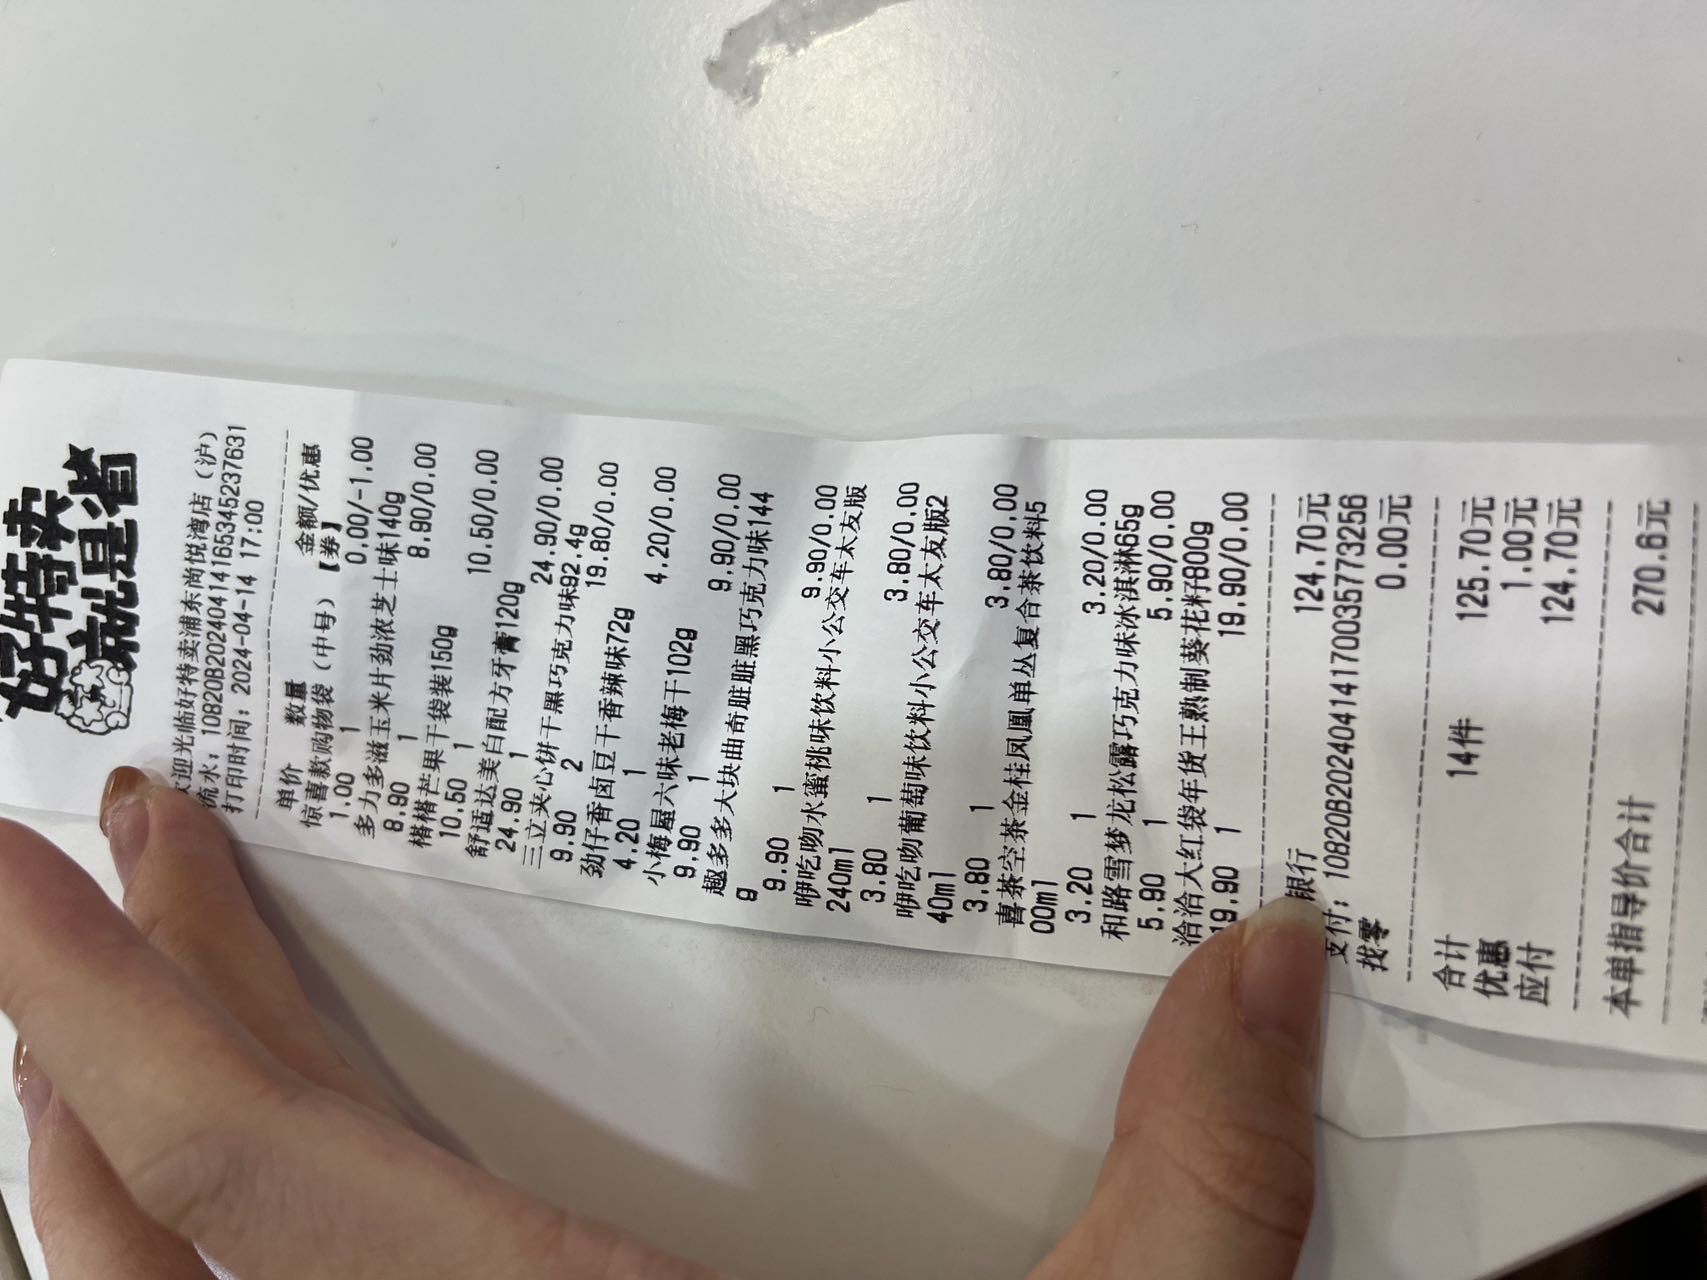 好特卖
就是省
欢迎光临好特卖浦东尚悦湾店（沪）
流水：10820B2024041416534523763​1
打印时间：2024-04-14 17:00
单价 数量 金额/优惠
惊喜款购物袋（中号）【券】
1.00 1 0.00/-1.00
多力多滋玉米片劲浓芝士味140g
8.90 1 8.90/0.00
榙榙芒果干袋装150g
10.50 1 10.50/0.00
舒适达美白配方牙膏120g
24.90 1 24.90/0.00
三立夹心饼干黑巧克力味92.4g
9.90 2 19.80/0.00
劲仔香卤豆干香辣味72g
4.20 1 4.20/0.00
小梅屋六味老梅干102g
9.90 1 9.90/0.00
趣多多大块曲奇脏脏黑巧克力味144
g
9.90 1 9.90/0.00
咿吃吻水蜜桃味饮料小公交车太友版
240ml
3.80 1 3.80/0.00
咿吃吻葡萄味饮料小公交车太友版2
40ml
3.80 1 3.80/0.00
喜茶空茶金桂凤凰单丛复合茶饮料5
00ml
3.20 1 3.20/0.00
和路雪梦龙松露巧克力味冰淇淋65g
5.90 1 5.90/0.00
洽洽大红袋年货王熟制葵花籽800g
19.90 1 19.90/0.00
银行 124.70元
支付：10820B202404141700357732​56
找零 0.00元
合计 14件 125.70元
优惠 1.00元
应付 124.70元
本单指导价合计 270.6元